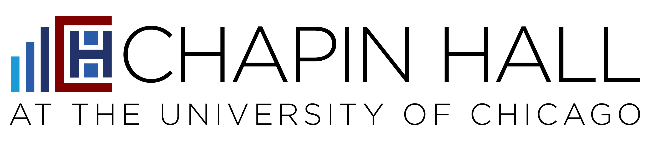 CHAPIN HALL
AT THE UNIVERSITY OF CHICAGO